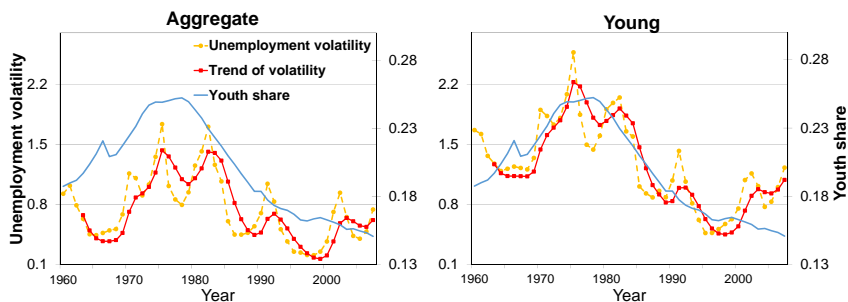 Aggregate
Unemployment volatility
Trend of volatility
Youth share
Unemployment volatility
2.2
1.5
0.8
0.1
0.28
0.23
0.18
0.13
1960
1970
1980
1990
2000
Year
Young
2.2
1.5
0.8
0.1
0.28
0.23
0.18
0.13
Youth share
1960
1970
1980
1990
2000
Year